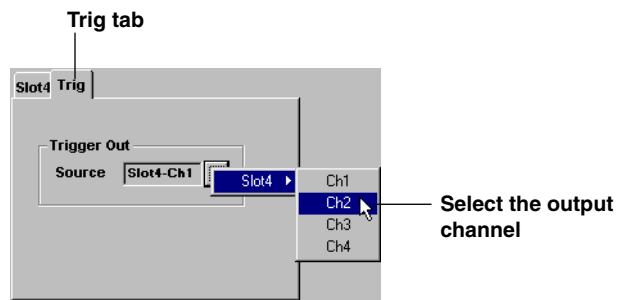 Trig tab
Slot4 Trig
Trigger Out
Source Slot4-Ch1
Slot4
Ch1
Ch2
Ch3
Ch4
Select the output
channel